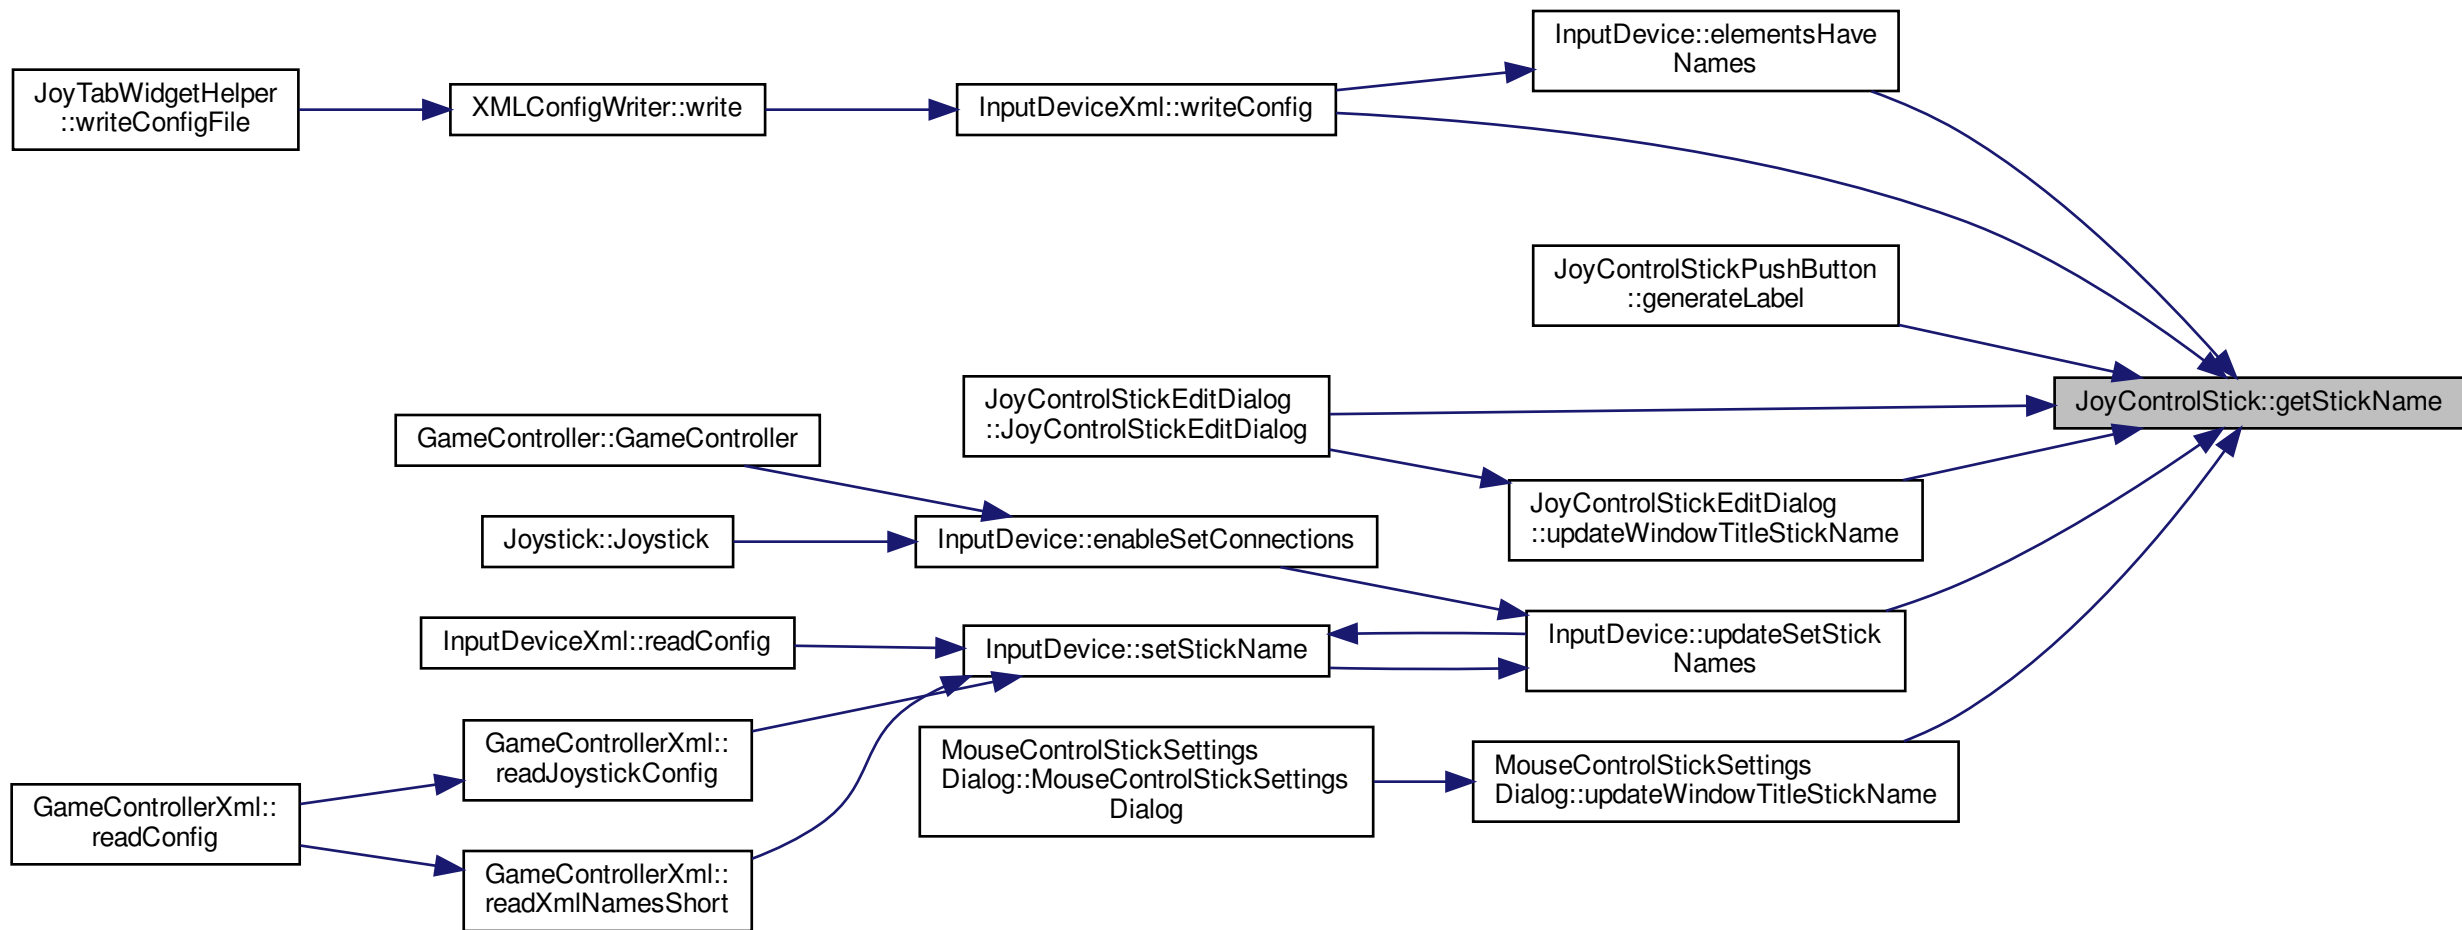 InputDevice::elementsHave
Names
JoyTabWidgetHelper
::writeConfigFile
XMLConfigWriter::write
InputDeviceXml::writeConfig
JoyControlStickPushButton
::generateLabel
JoyControlStickEditDialog
::JoyControlStickEditDialog
JoyControlStick::getStickName
GameController::GameController
JoyControlStickEditDialog
::updateWindowTitleStickName
Joystick::Joystick
InputDevice::enableSetConnections
InputDeviceXml::readConfig
InputDevice::setStickName
InputDevice::updateSetStick
Names
GameControllerXml::
readJoystickConfig
MouseControlStickSettings
Dialog::MouseControlStickSettings
Dialog
MouseControlStickSettings
Dialog::updateWindowTitleStickName
GameControllerXml::
readConfig
GameControllerXml::
readXmlNamesShort